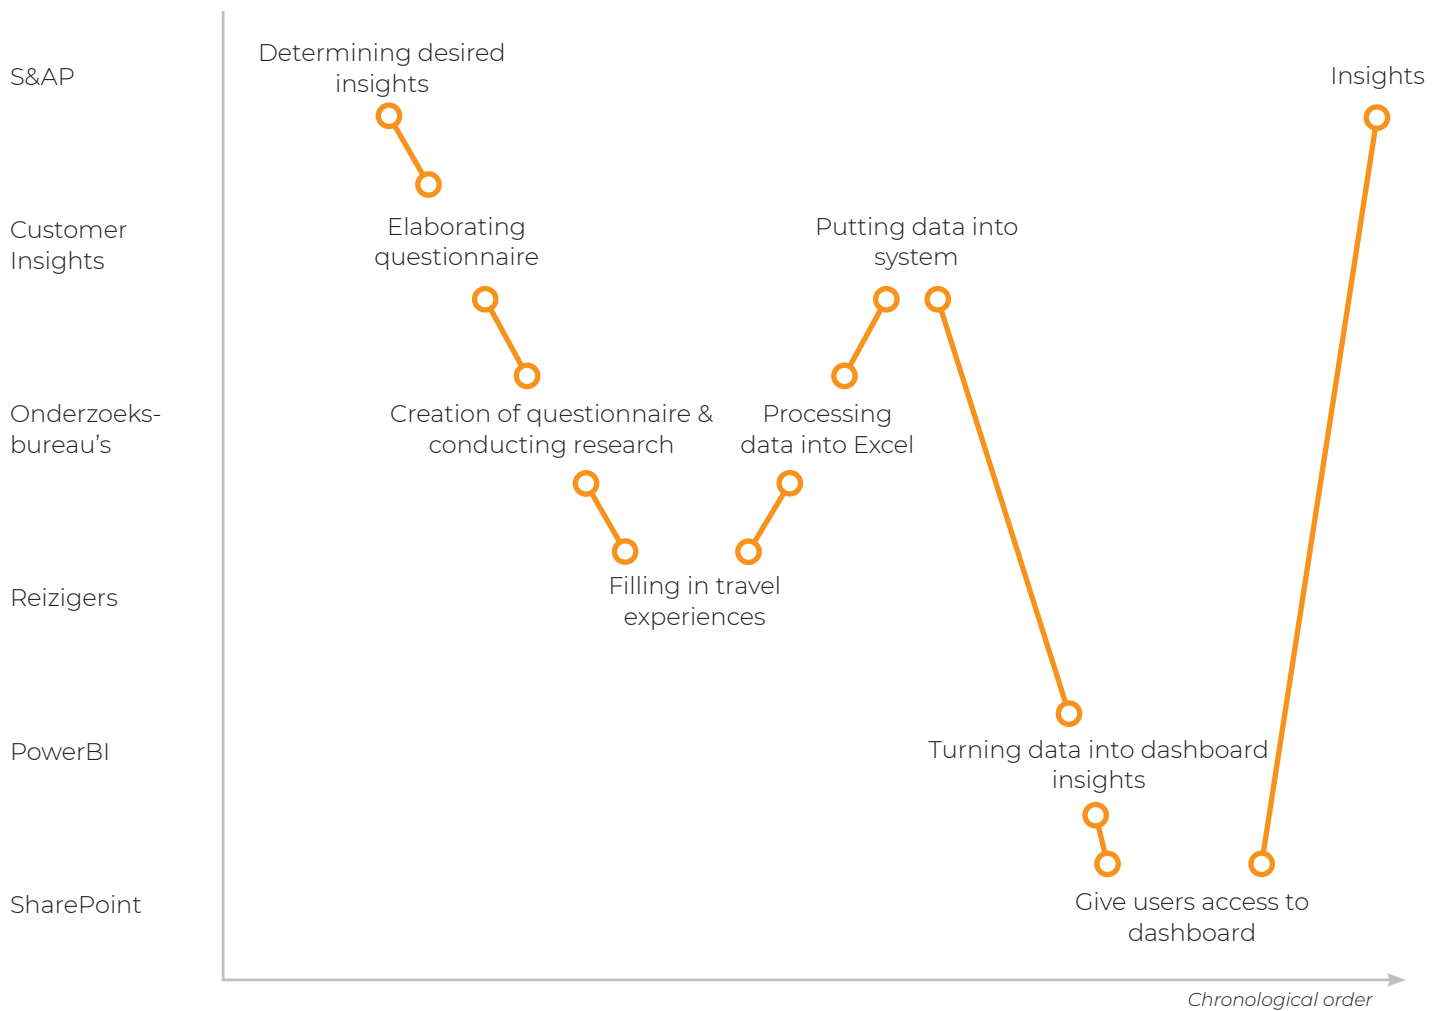 Determining desired
insights
S&AP
Insights
Customer
Insights
Elaborating
questionnaire
Putting data into
system
Onderzoeks-
bureau’s
Creation of questionnaire &
conducting research
Processing
data into Excel
Reizigers
Filling in travel
experiences
PowerBI
Turning data into dashboard
insights
SharePoint
Give users access to
dashboard
Chronological order